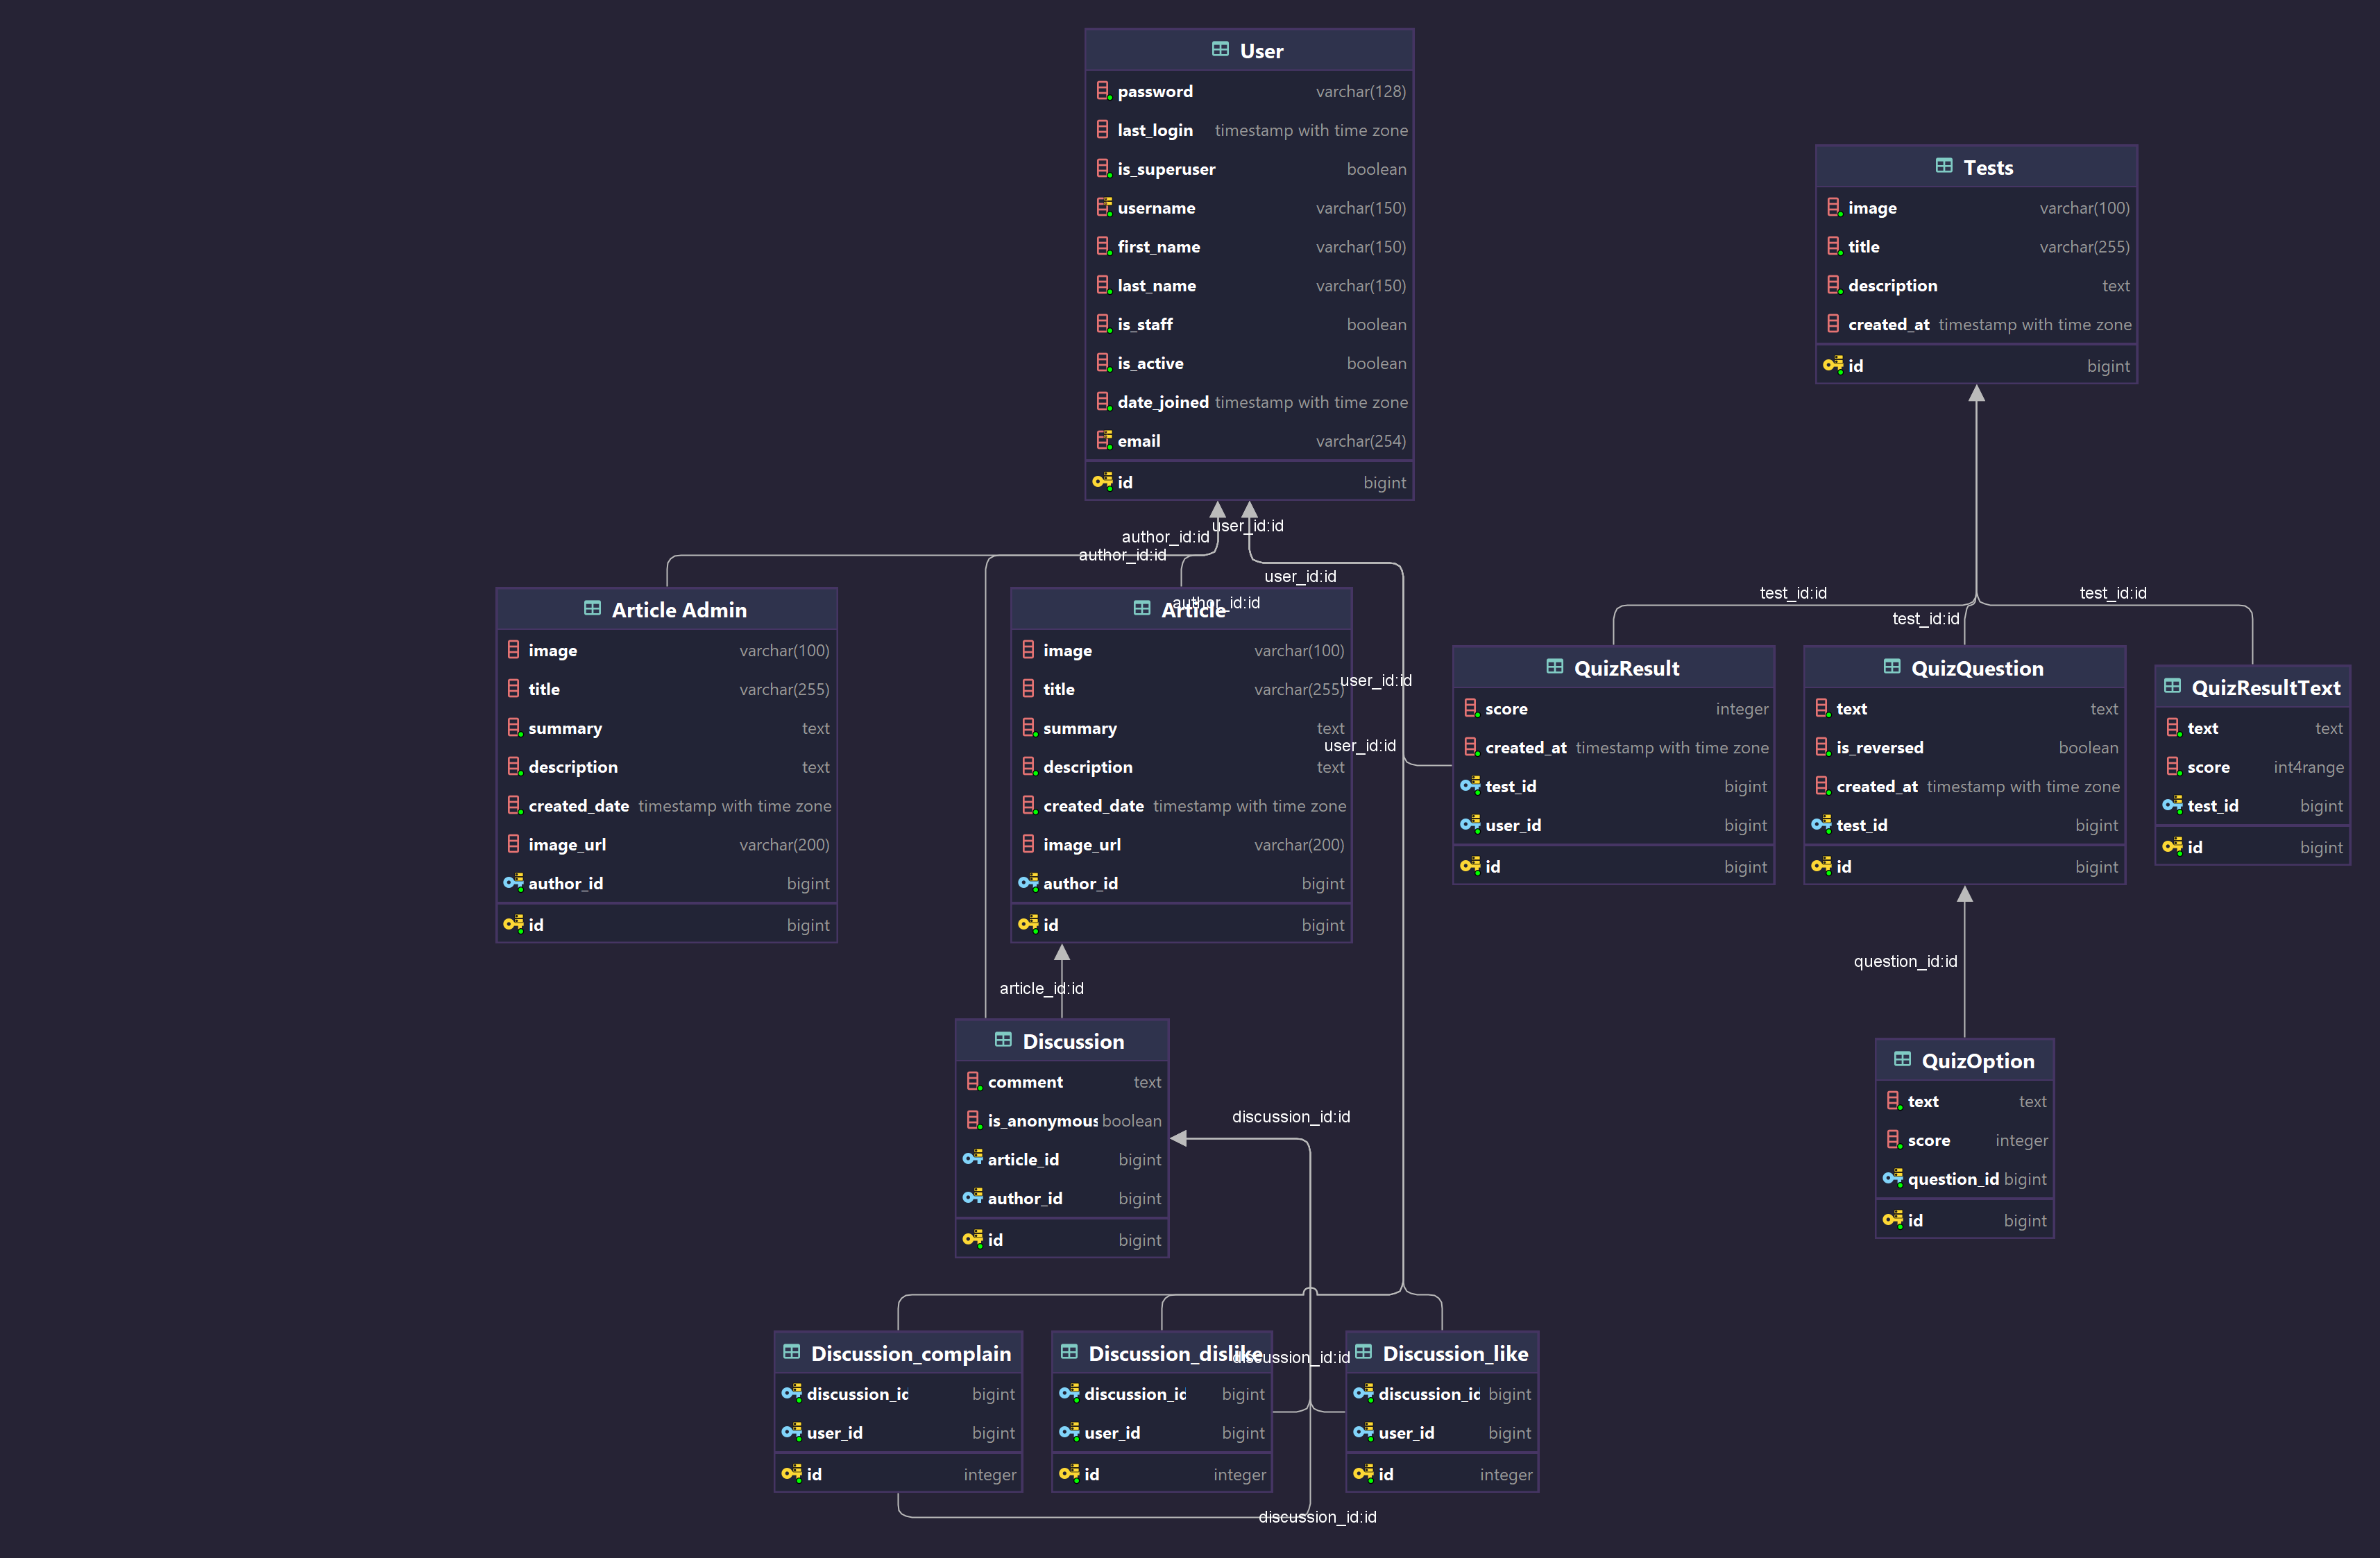 User
password varchar(128)
last_login timestamp with time zone
is_superuser boolean
username varchar(150)
first_name varchar(150)
last_name varchar(150)
is_staff boolean
is_active boolean
date_joined timestamp with time zone
email varchar(254)
id bigint
Tests
image varchar(100)
title varchar(255)
description text
created_at timestamp with time zone
id bigint
user_id:id
author_id:id
author_id:id
user_id:id
author_id:id
user_id:id
user_id:id
test_id:id
test_id:id
test_id:id
Article Admin
image varchar(100)
title varchar(255)
summary text
description text
created_date timestamp with time zone
image_url varchar(200)
author_id bigint
id bigint
Article
image varchar(100)
title varchar(255)
summary text
description text
created_date timestamp with time zone
image_url varchar(200)
author_id bigint
id bigint
QuizResult
score integer
created_at timestamp with time zone
test_id bigint
user_id bigint
id bigint
QuizQuestion
text text
is_reversed boolean
created_at timestamp with time zone
test_id bigint
id bigint
QuizResultText
text text
score int4range
test_id bigint
id bigint
article_id:id
question_id:id
Discussion
comment text
is_anonymous boolean
article_id bigint
author_id bigint
id bigint
discussion_id:id
QuizOption
text text
score integer
question_id bigint
id bigint
Discussion_complain
discussion_id bigint
user_id bigint
id integer
Discussion_dislike
discussion_id bigint
user_id bigint
id integer
discussion_id:id
Discussion_like
discussion_id bigint
user_id bigint
id integer
discussion_id:id